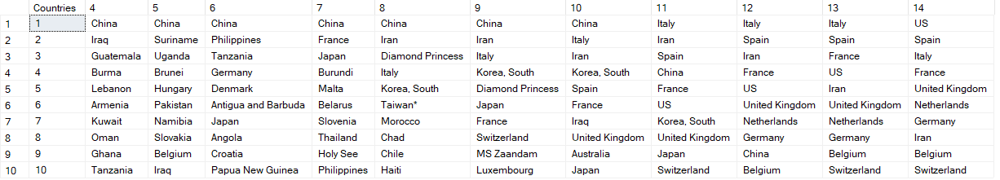 Countries 4 5 6 7 8 9 10 11 12 13 14
1 1 China China China China China China China Italy Italy Italy US
2 2 Iraq Suriname Philippines France Iran Iran Italy Iran Spain Spain Spain
3 3 Guatemala Uganda Tanzania Japan Diamond Princess Italy Iran Spain Iran France Italy
4 4 Burma Brunei Germany Burundi Italy Korea, South Korea, South China France US France
5 5 Lebanon Hungary Denmark Malta Korea, South Diamond Princess Spain France US Iran United Kingdom
6 6 Armenia Pakistan Antigua and Barbuda Belarus Taiwan* Japan France US United Kingdom United Kingdom Netherlands
7 7 Kuwait Namibia Japan Slovenia Morocco France Iraq Korea, South Netherlands Netherlands Germany
8 8 Oman Slovakia Angola Thailand Chad Switzerland United Kingdom United Kingdom Germany Germany Iran
9 9 Ghana Belgium Croatia Holy See Chile MS Zaandam Australia Japan China Belgium Belgium
10 10 Tanzania Iraq Papua New Guinea Philippines Haiti Luxembourg Japan Switzerland Belgium Switzerland Switzerland